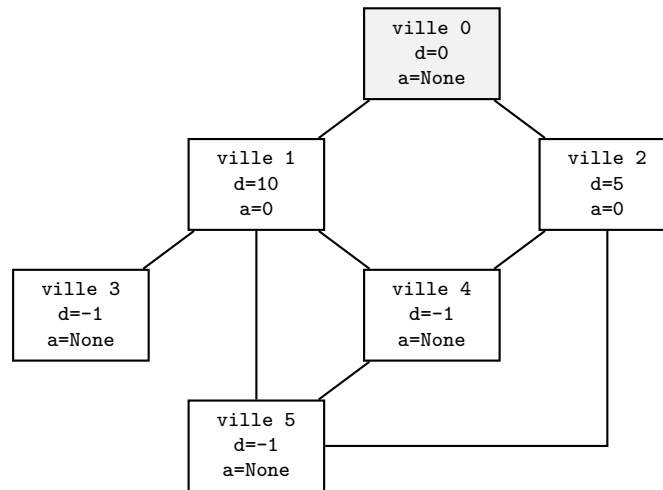 ville 0
d=0
a=None
ville 1
d=10
a=0
ville 2
d=5
a=0
ville 3
d=-1
a=None
ville 4
d=-1
a=None
ville 5
d=-1
a=None